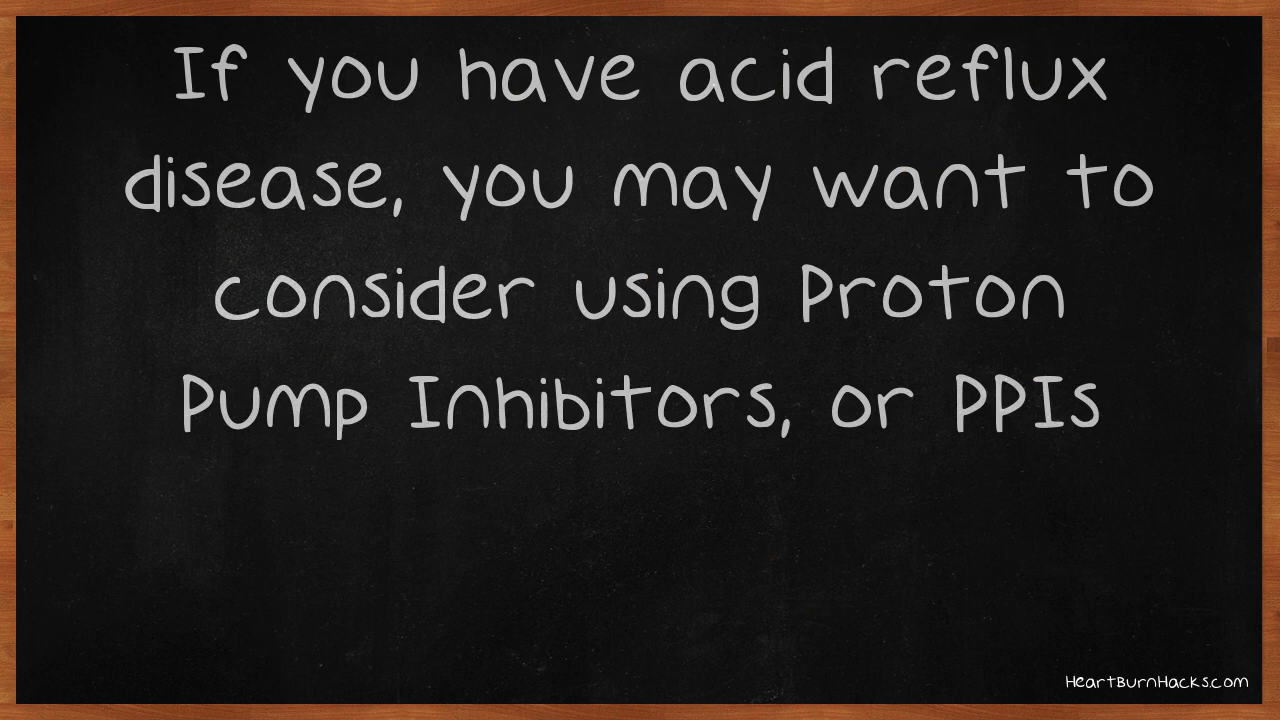 If you have acid reflux
disease, you may want to
consider using Proton
Pump Inhibitors, or PPIs
HeartBurnHacks.com